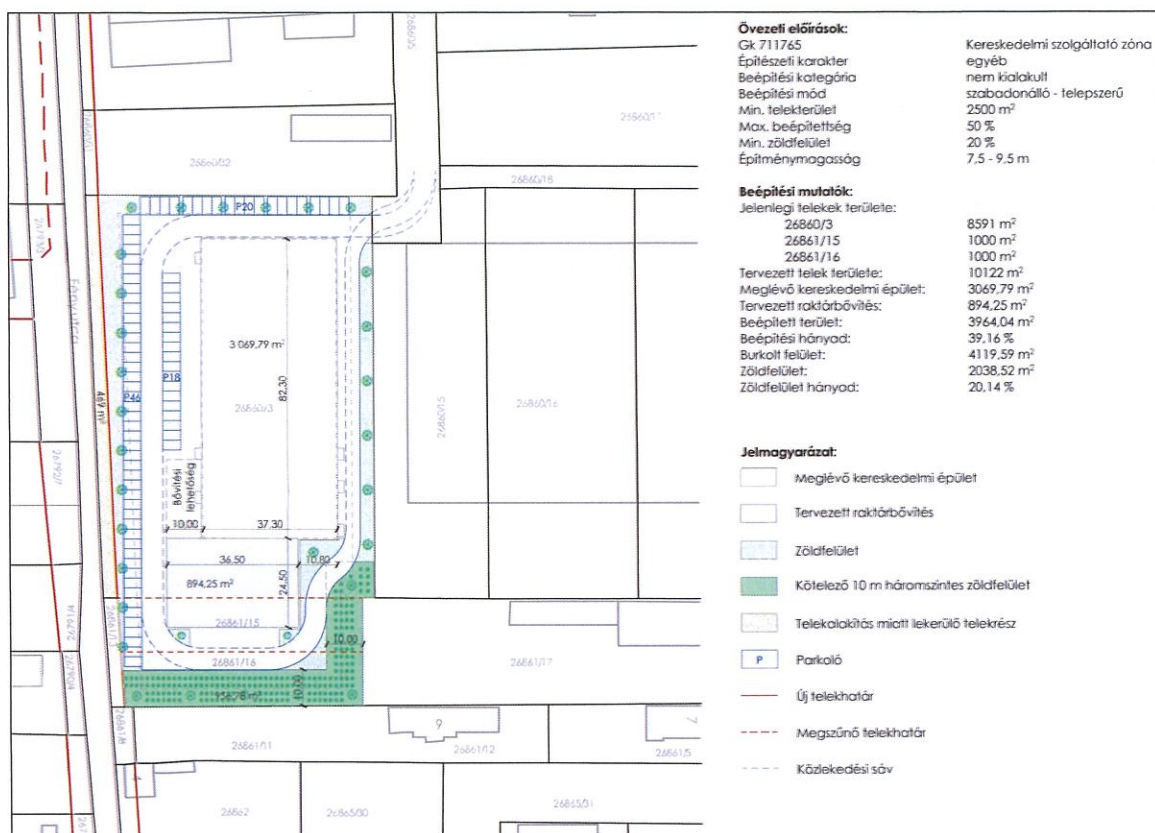 Övezeti előírások:
Gk 711765 Kereskedelmi szolgáltató zóna
Építészeti karakter egyéb
Beépítési kategória nem kialakult
Beépítési mód szabadonálló - telepszerű
Min. telekterület 2500 m²
Max. beépítettség 50 %
Min. zöldfelület 20 %
Építménymagasság 7,5 - 9,5 m
Beépítési mutatók:
Jelenlegi telekek területe:
26860/3 8591 m²
26861/15 1000 m²
26861/16 1000 m²
Tervezett telek területe: 10122 m²
Meglévő kereskedelmi épület: 3069,79 m²
Tervezett raktárbővítés: 894,25 m²
Beépített terület: 3964,04 m²
Beépítési hányad: 39,16 %
Burkolt felület: 4119,59 m²
Zöldfelület: 2038,52 m²
Zöldfelület hányad: 20,14 %
Jelmagyarázat:
Meglévő kereskedelmi épület
Tervezett raktárbővítés
Zöldfelület
Kötelező 10 m háromszintes zöldfelület
Telekalakítás miatt lekerülő telekrész
P Parkoló
Új telekhatár
Megszűnő telekhatár
Közlekedési sáv
26860/32
26860/18
P20
3 069,79 m²
82,30
P18
P46
469 m²
26860/3
26860/15
26860/16
Bővítési
lehetőség
10,00
37,30
36,50
894,25 m²
24,50
26861/15
26861/16
10,00
10,00
26861/17
9
7
26861/11
26861/12
26861/5
26862
26865/30
26865/31